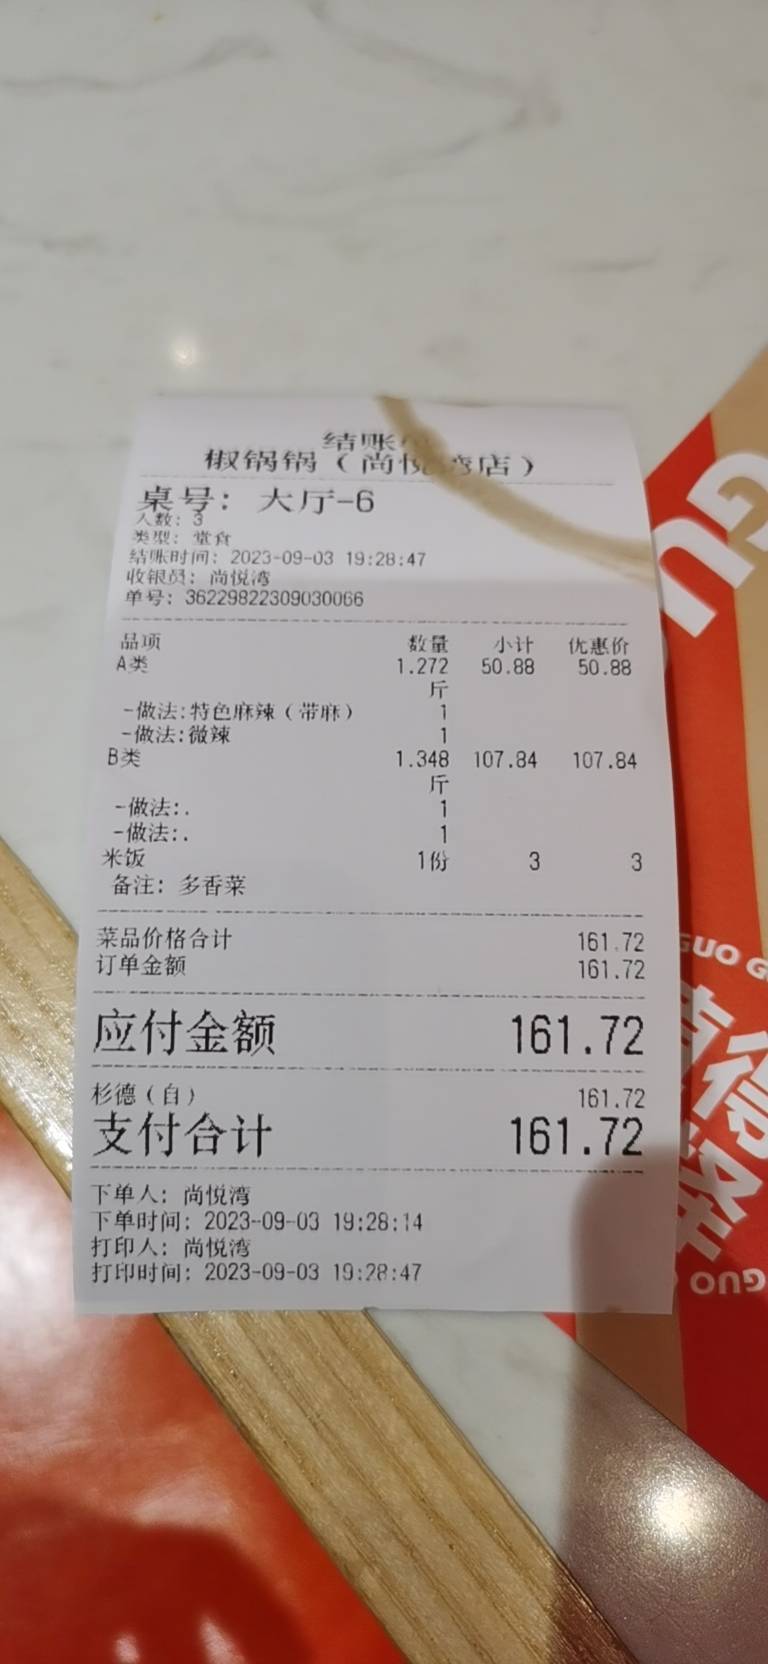 结账
椒锅锅（尚悦湾店）
桌号： 大厅-6
人数: 3
类型: 堂食
结账时间: 2023-09-03 19:28:47
收银员: 尚悦湾
单号: 36229822309030066
品项 数量 小计 优惠价
A类 1.272 50.88 50.88
斤
-做法:特色麻辣（带麻） 1
-做法:微辣 1
B类 1.348 107.84 107.84
斤
-做法:. 1
-做法:. 1
米饭 1份 3 3
备注: 多香菜
菜品价格合计 161.72
订单金额 161.72
应付金额 161.72
杉德（自） 161.72
支付合计 161.72
下单人: 尚悦湾
下单时间: 2023-09-03 19:28:14
打印人: 尚悦湾
打印时间: 2023-09-03 19:28:47
GU
GUO G
得
GUO